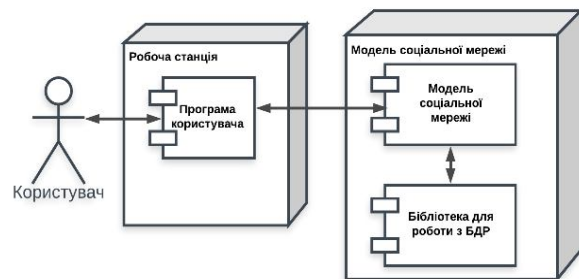 Робоча станція
Програма
користувача
Користувач
Модель соціальної мережі
Модель
соціальної
мережі
Бібліотека для
роботи з БДР